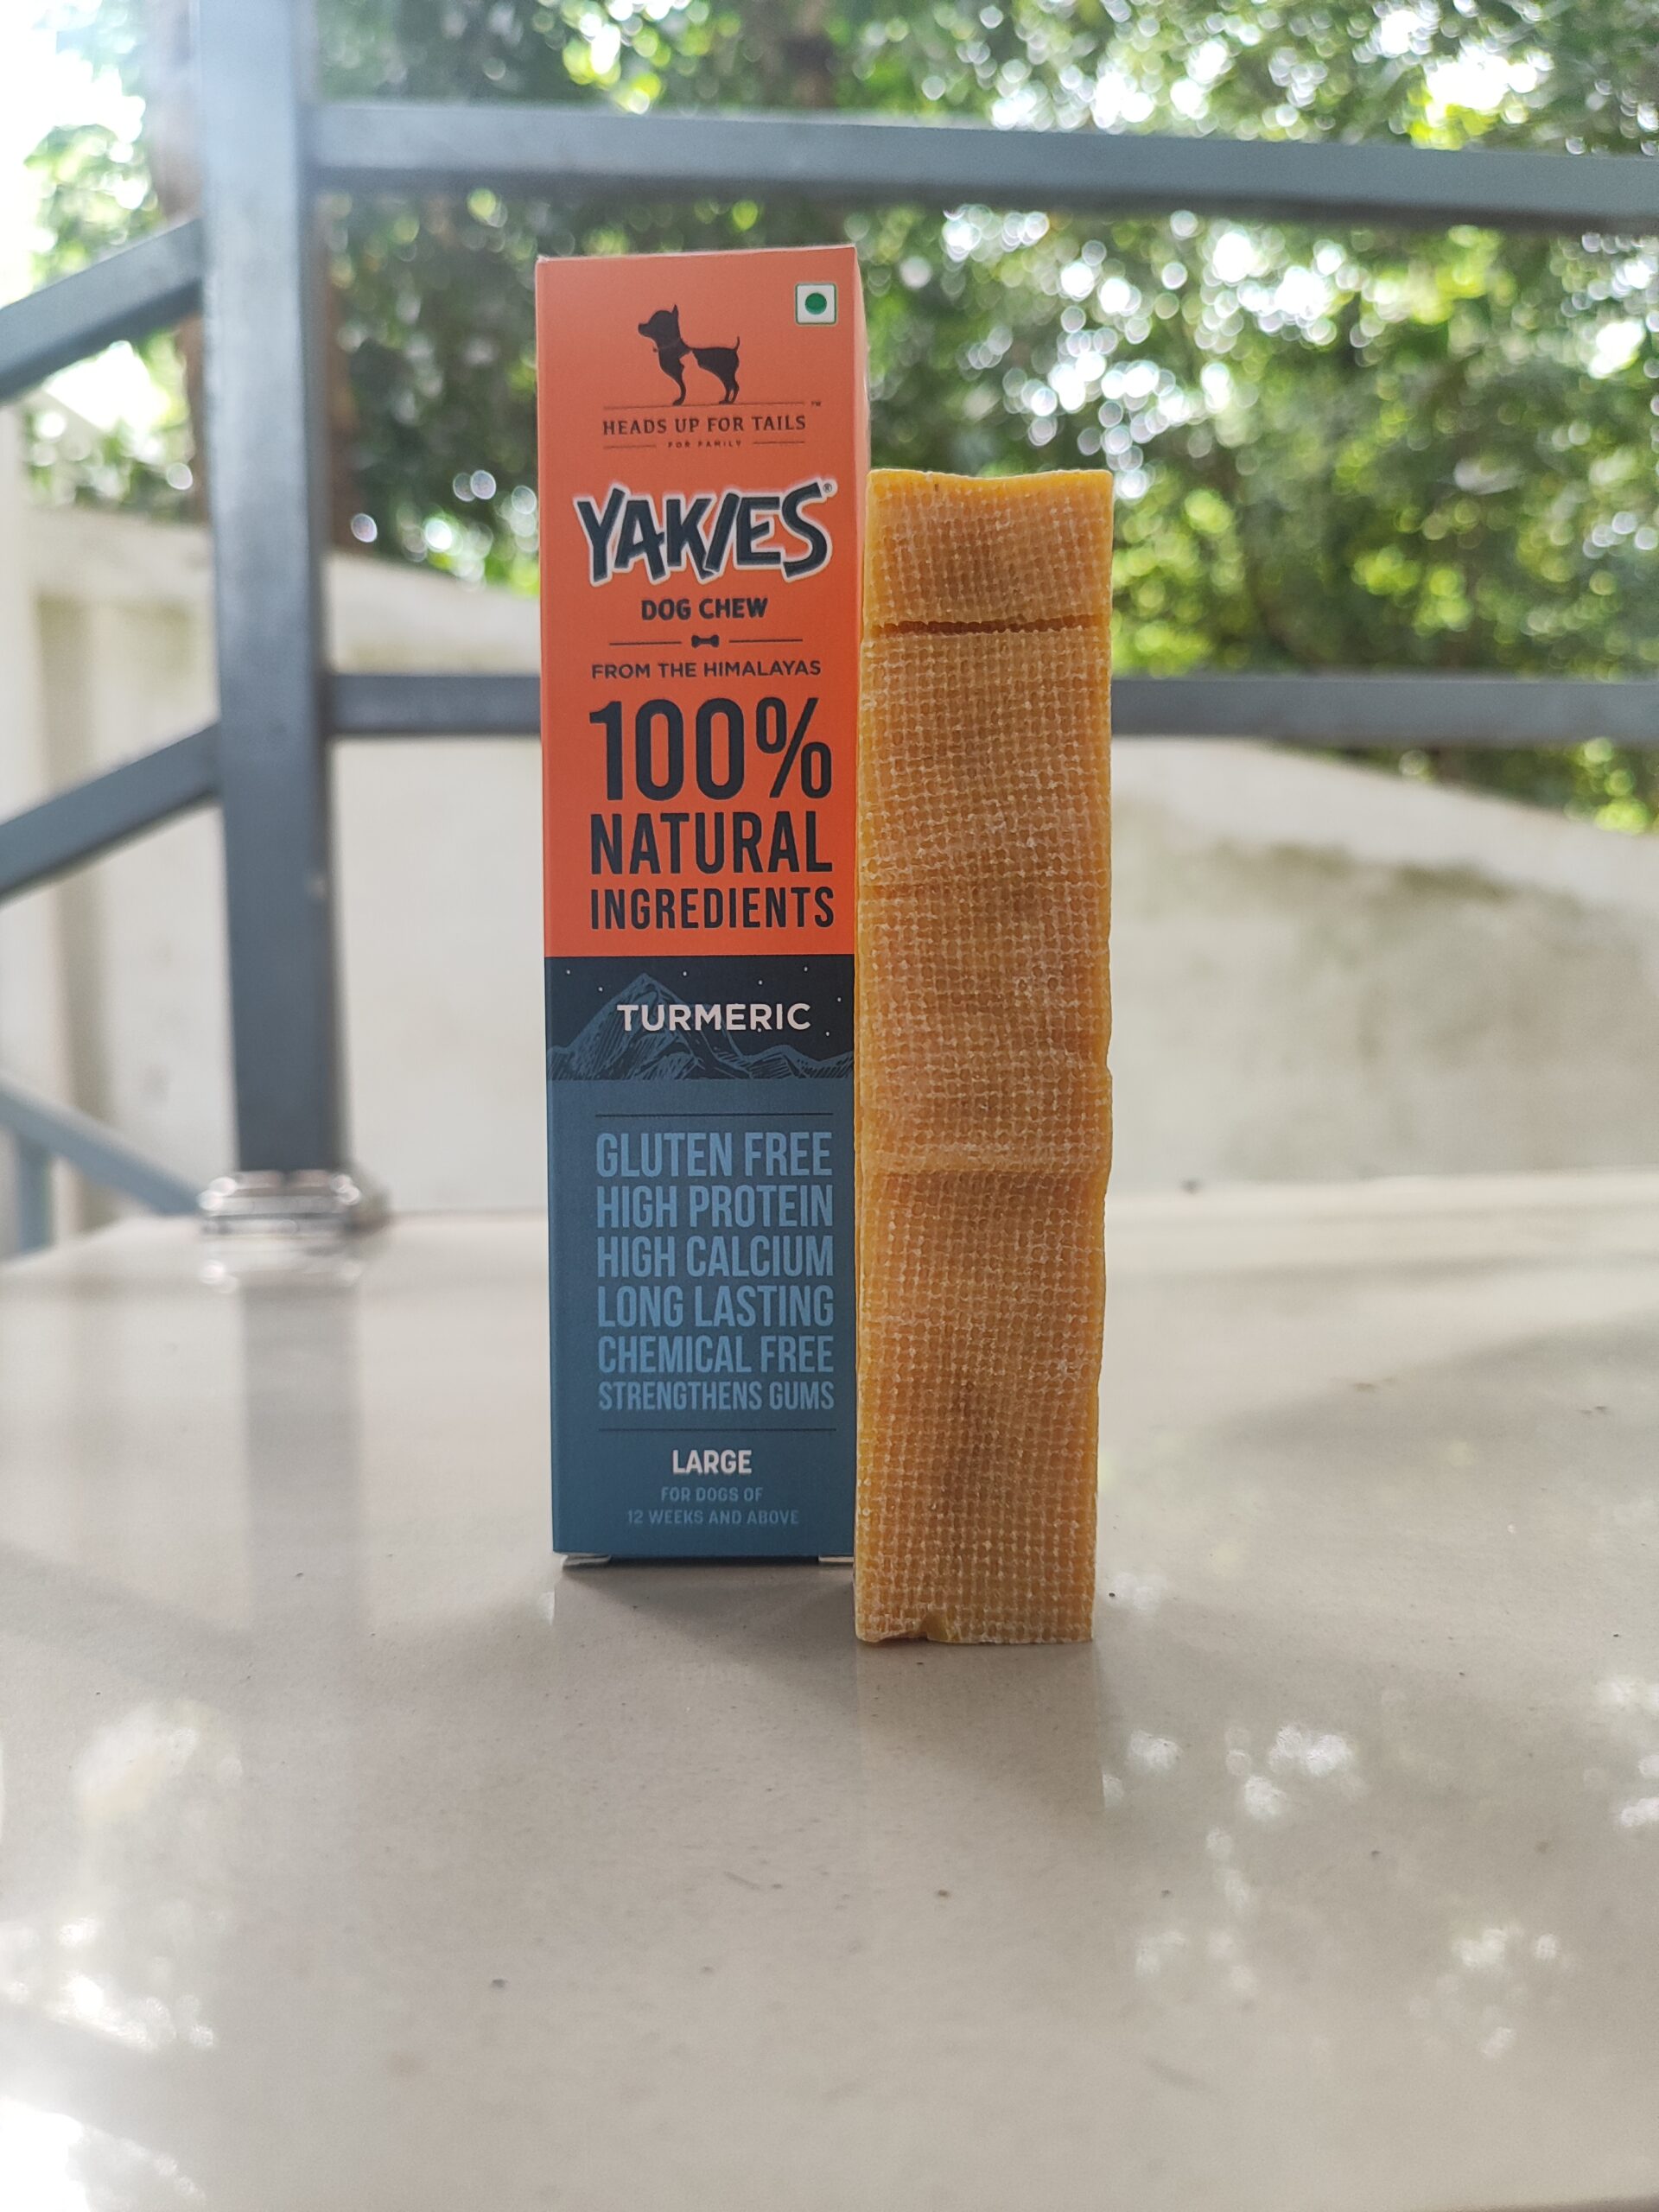 HEADS UP FOR TAILS™
FOR FAMILY
YAKIES®
DOG CHEW
FROM THE HIMALAYAS
100%
NATURAL
INGREDIENTS
TURMERIC
GLUTEN FREE
HIGH PROTEIN
HIGH CALCIUM
LONG LASTING
CHEMICAL FREE
STRENGTHENS GUMS
LARGE
FOR DOGS OF
12 WEEKS AND ABOVE